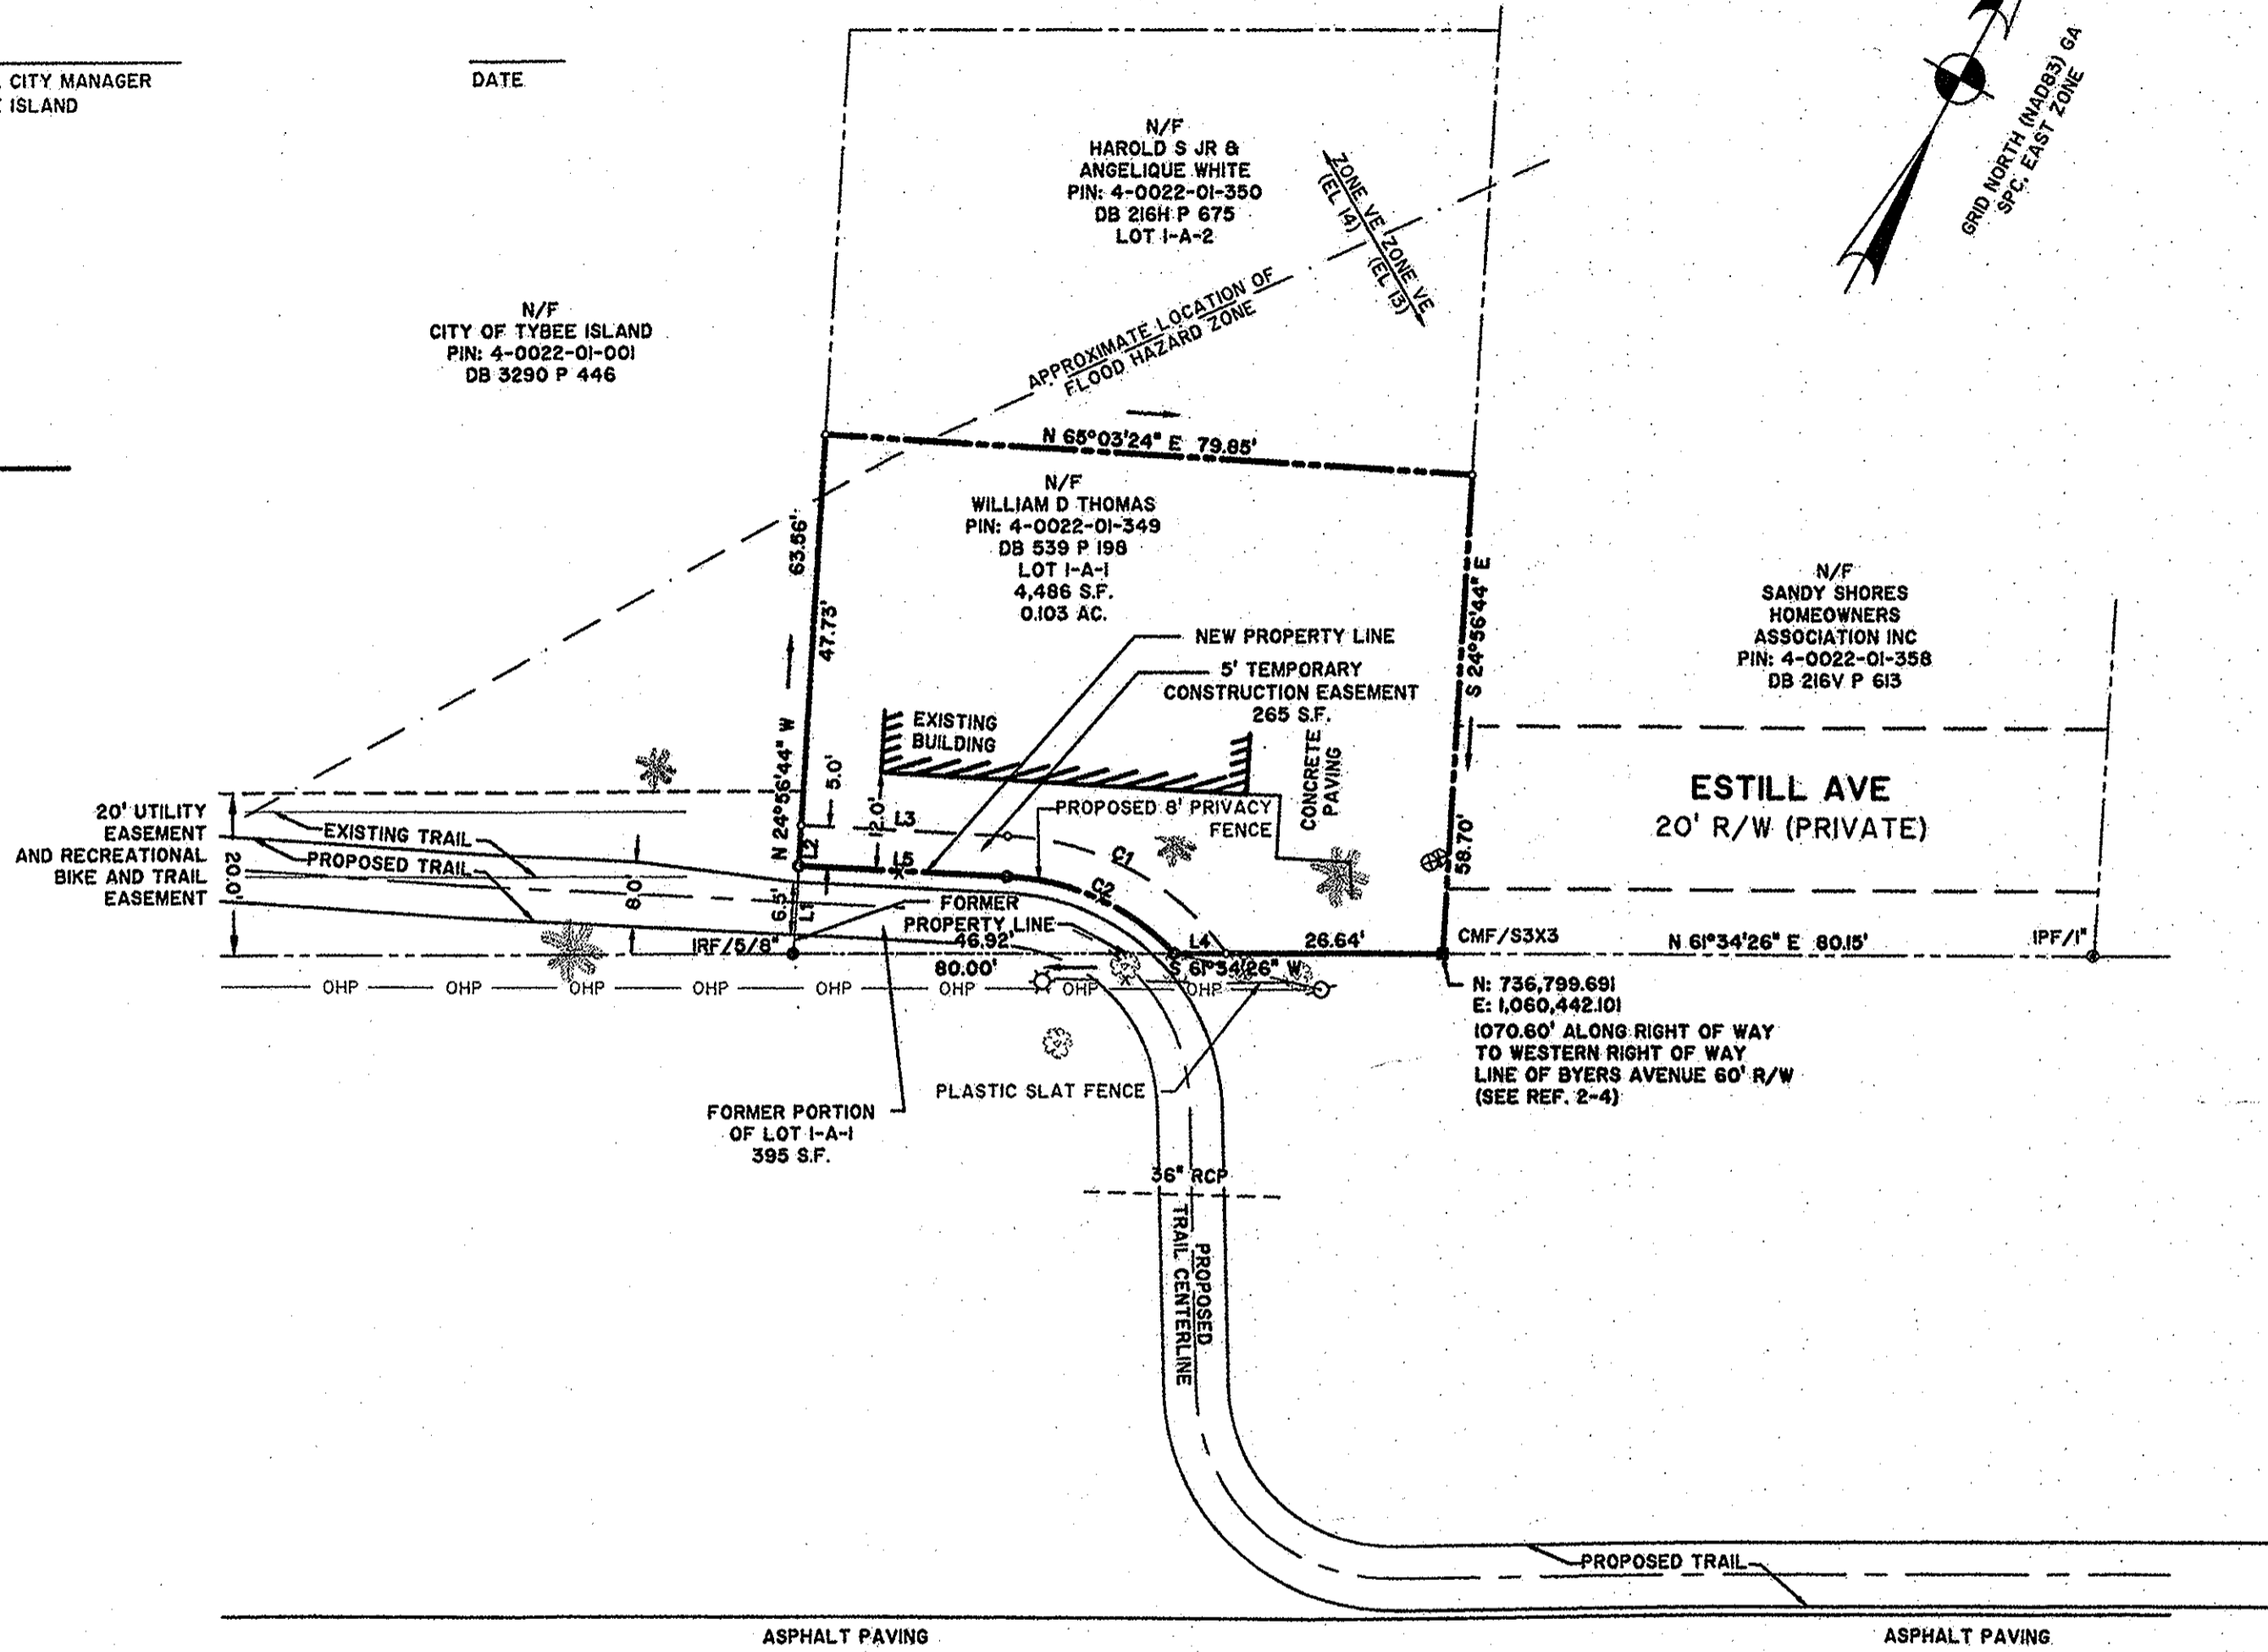 CITY MANAGER
ISLAND
DATE
GRID NORTH (NAD83) GA
SPC, EAST ZONE
N/F
HAROLD S JR &
ANGELIQUE WHITE
PIN: 4-0022-01-350
DB 216H P 675
LOT 1-A-2
ZONE VE
(EL 14)
ZONE VE
(EL 13)
APPROXIMATE LOCATION OF
FLOOD HAZARD ZONE
N/F
CITY OF TYBEE ISLAND
PIN: 4-0022-01-001
DB 3290 P 446
N 65°03'24" E 79.85'
N/F
WILLIAM D THOMAS
PIN: 4-0022-01-349
DB 539 P 198
LOT 1-A-1
4,486 S.F.
0.103 AC.
63.56'
47.73'
N 24°56'44" W
S 24°56'44" E
58.70'
N/F
SANDY SHORES
HOMEOWNERS
ASSOCIATION INC
PIN: 4-0022-01-358
DB 216V P 613
NEW PROPERTY LINE
5' TEMPORARY
CONSTRUCTION EASEMENT
265 S.F.
EXISTING
BUILDING
CONCRETE
PAVING
5.0'
12.0'
PROPOSED 8' PRIVACY
FENCE
ESTILL AVE
20' R/W (PRIVATE)
20' UTILITY
EASEMENT
AND RECREATIONAL
BIKE AND TRAIL
EASEMENT
20.0'
EXISTING TRAIL
PROPOSED TRAIL
8.0'
L3
L2
L5
C1
C2
6.5'
L1
FORMER
PROPERTY LINE
46.92'
IRF/5/8"
L4
26.64'
CMF/S3X3
N 61°34'26" E 80.15'
IPF/1"
80.00'
S 61°34'26" W
OHP OHP OHP OHP OHP OHP OHP OHP
N: 736,799.691
E: 1,060,442.101
1070.60' ALONG RIGHT OF WAY
TO WESTERN RIGHT OF WAY
LINE OF BYERS AVENUE 60' R/W
(SEE REF. 2-4)
PLASTIC SLAT FENCE
FORMER PORTION
OF LOT 1-A-1
395 S.F.
36" RCP
PROPOSED
TRAIL CENTERLINE
PROPOSED TRAIL
ASPHALT PAVING
ASPHALT PAVING